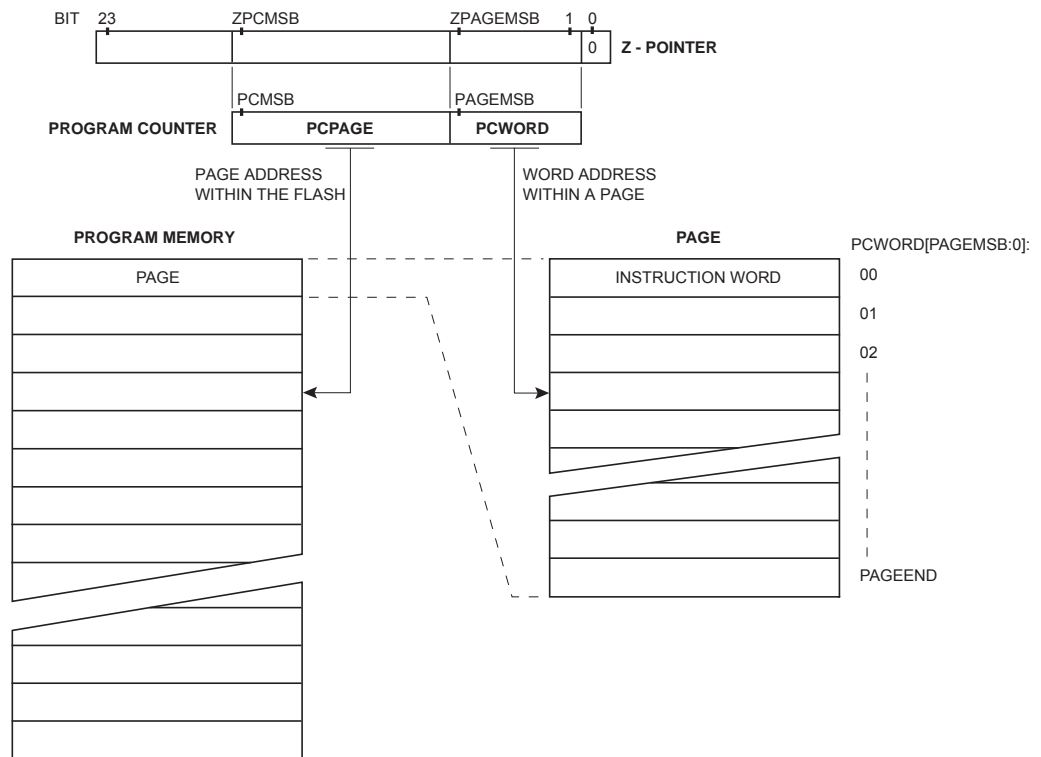 BIT 23 ZPCMSB ZPAGEMSB 1 0
0 Z - POINTER
PCMSB PAGEMSB
PROGRAM COUNTER PCPAGE PCWORD
PAGE ADDRESS
WITHIN THE FLASH
WORD ADDRESS
WITHIN A PAGE
PROGRAM MEMORY
PAGE
PAGE
PCWORD[PAGEMSB:0]:
INSTRUCTION WORD
00
01
02
PAGEEND